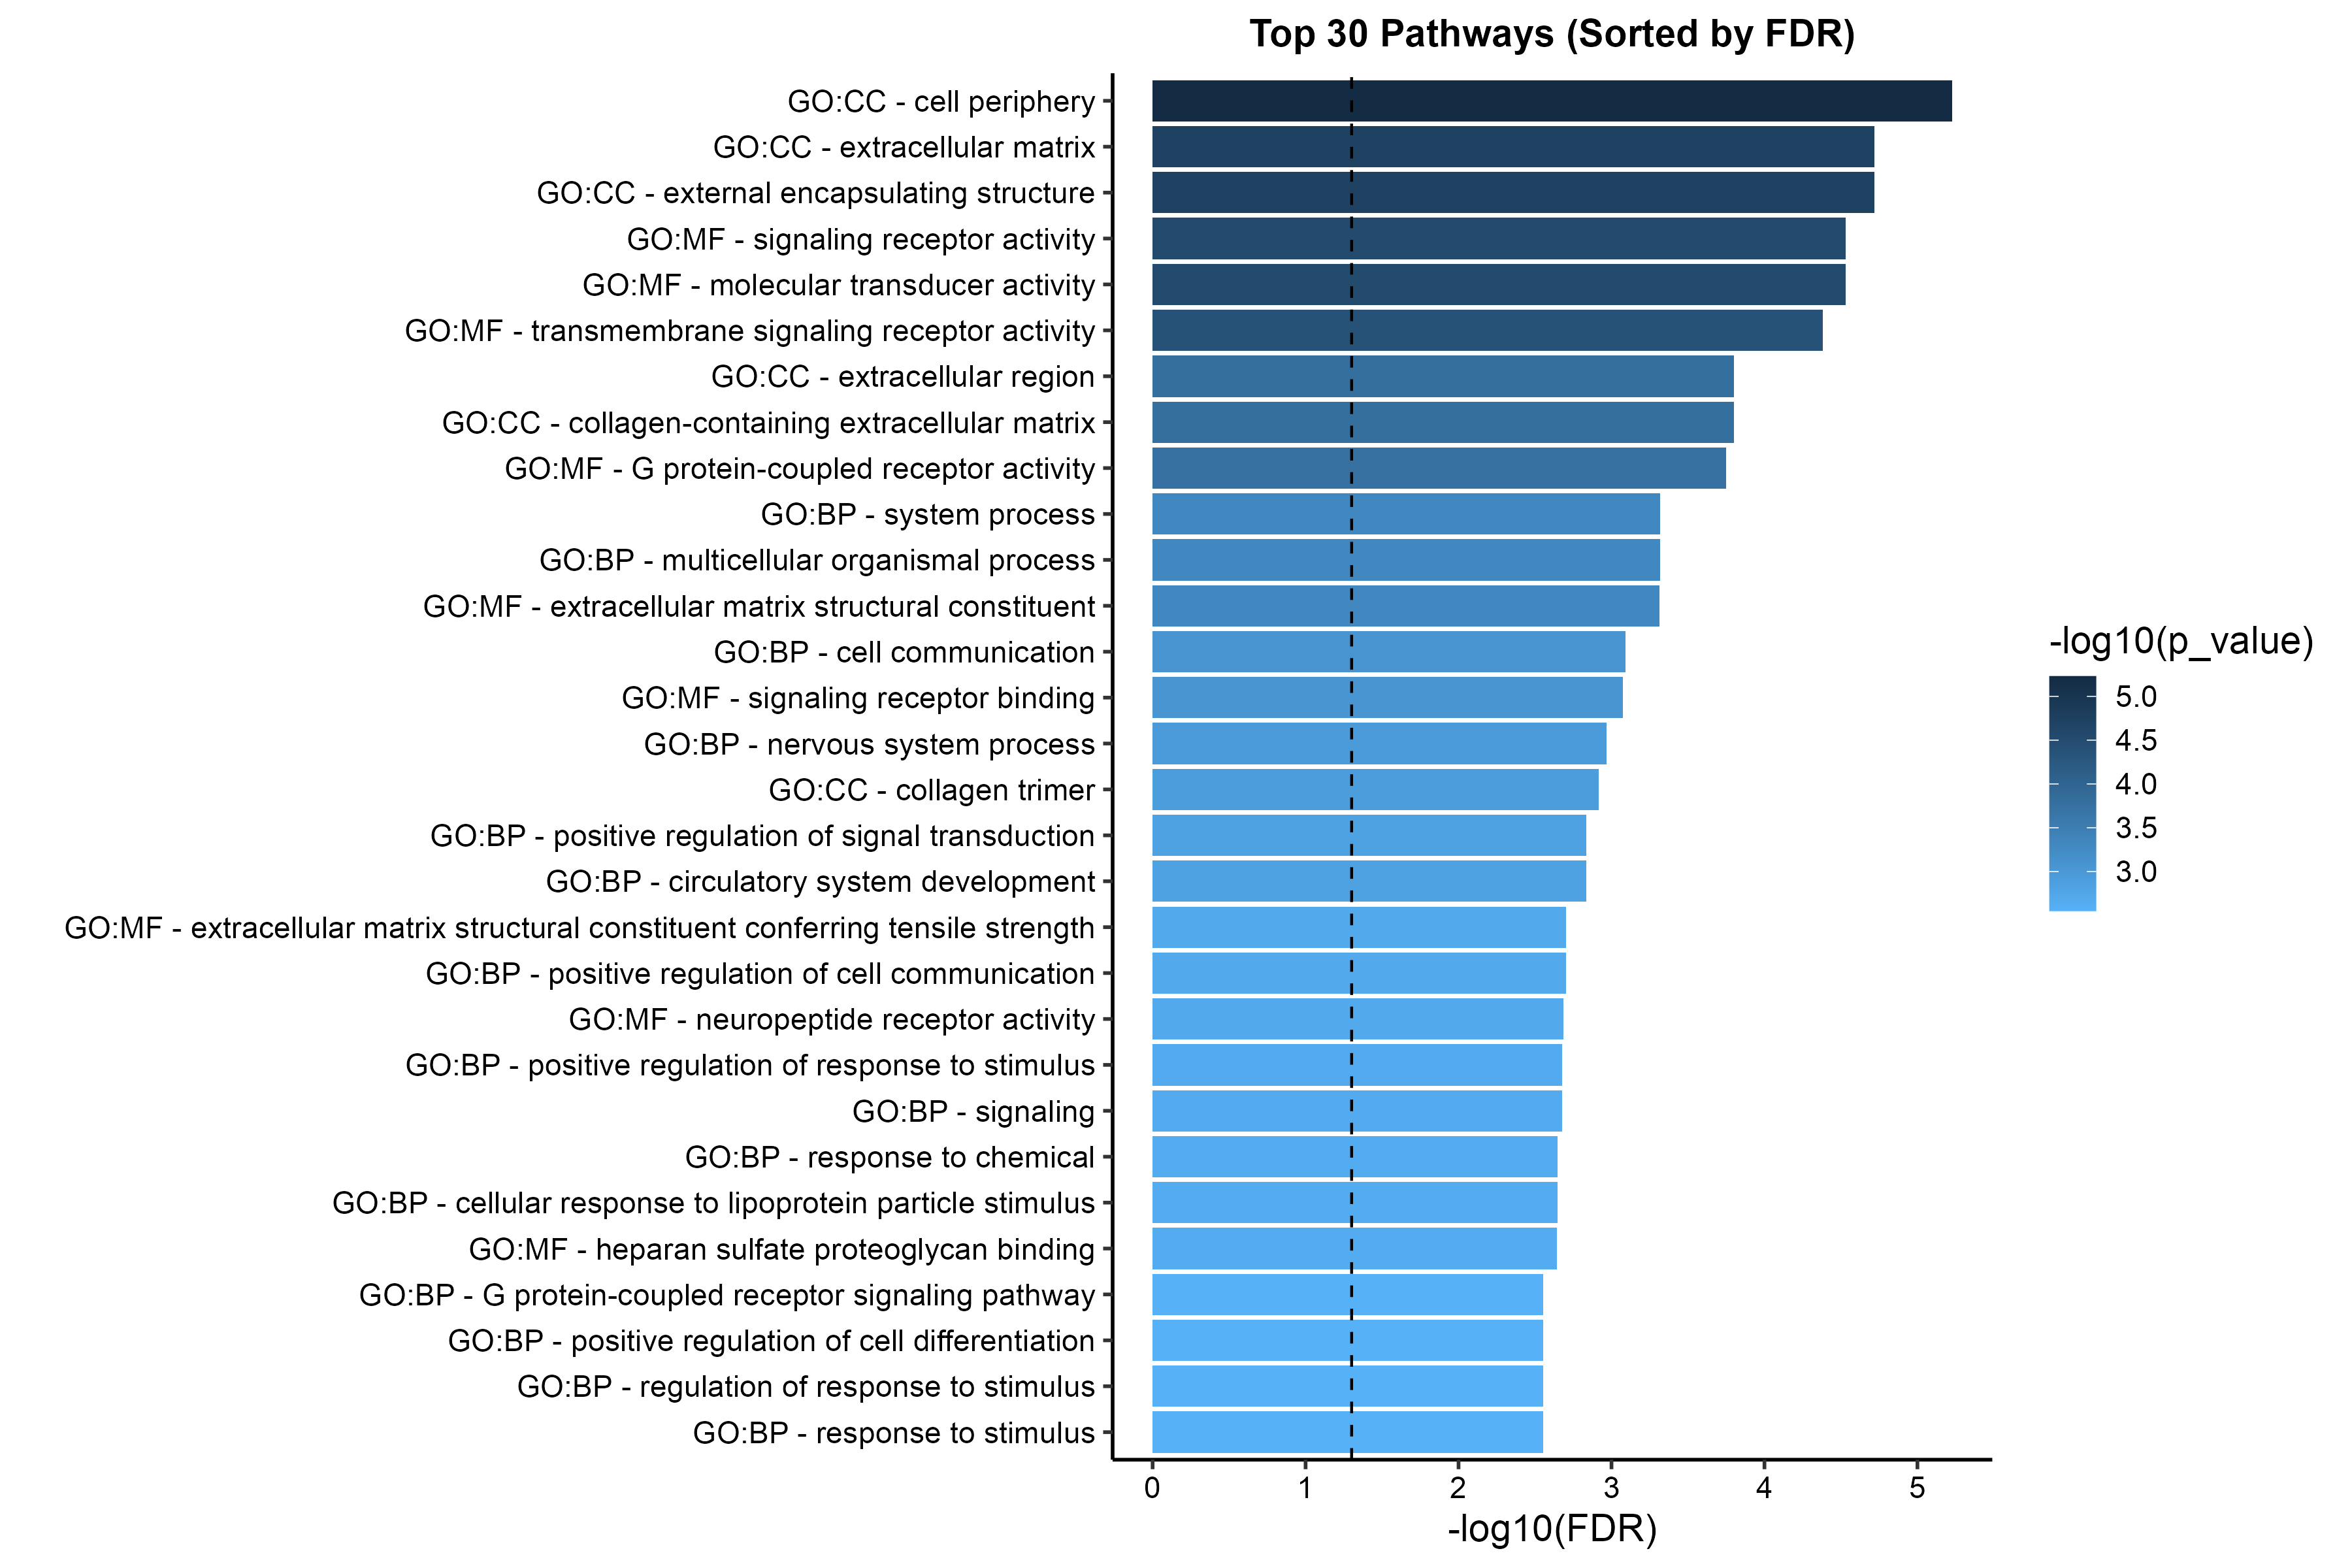 Top 30 Pathways (Sorted by FDR)
GO:CC - cell periphery
GO:CC - extracellular matrix
GO:CC - external encapsulating structure
GO:MF - signaling receptor activity
GO:MF - molecular transducer activity
GO:MF - transmembrane signaling receptor activity
GO:CC - extracellular region
GO:CC - collagen-containing extracellular matrix
GO:MF - G protein-coupled receptor activity
GO:BP - system process
GO:BP - multicellular organismal process
GO:MF - extracellular matrix structural constituent
GO:BP - cell communication
GO:MF - signaling receptor binding
GO:BP - nervous system process
GO:CC - collagen trimer
GO:BP - positive regulation of signal transduction
GO:BP - circulatory system development
GO:MF - extracellular matrix structural constituent conferring tensile strength
GO:BP - positive regulation of cell communication
GO:MF - neuropeptide receptor activity
GO:BP - positive regulation of response to stimulus
GO:BP - signaling
GO:BP - response to chemical
GO:BP - cellular response to lipoprotein particle stimulus
GO:MF - heparan sulfate proteoglycan binding
GO:BP - G protein-coupled receptor signaling pathway
GO:BP - positive regulation of cell differentiation
GO:BP - regulation of response to stimulus
GO:BP - response to stimulus
0 1 2 3 4 5
-log10(FDR)
-log10(p_value)
5.0
4.5
4.0
3.5
3.0